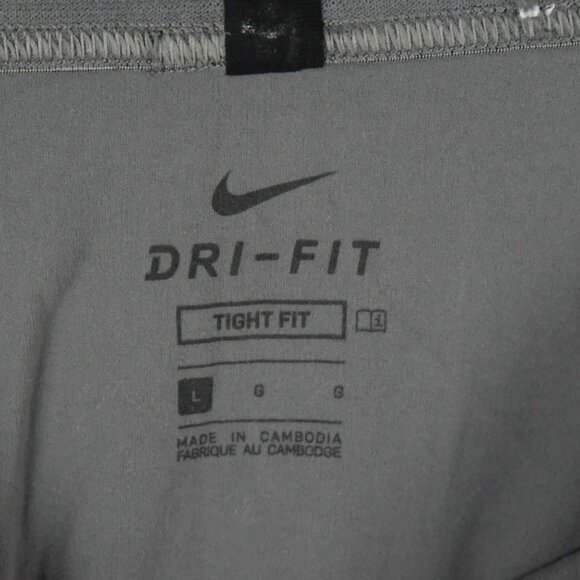 DRI-FIT
TIGHT FIT
L G G
MADE IN CAMBODIA
FABRIQUE AU CAMBODGE